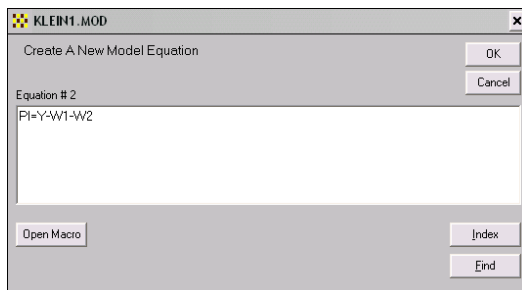 KLEIN1.MOD
Create A New Model Equation
OK
Cancel
Equation # 2
PI=Y-W1-W2
Open Macro
Index
Find